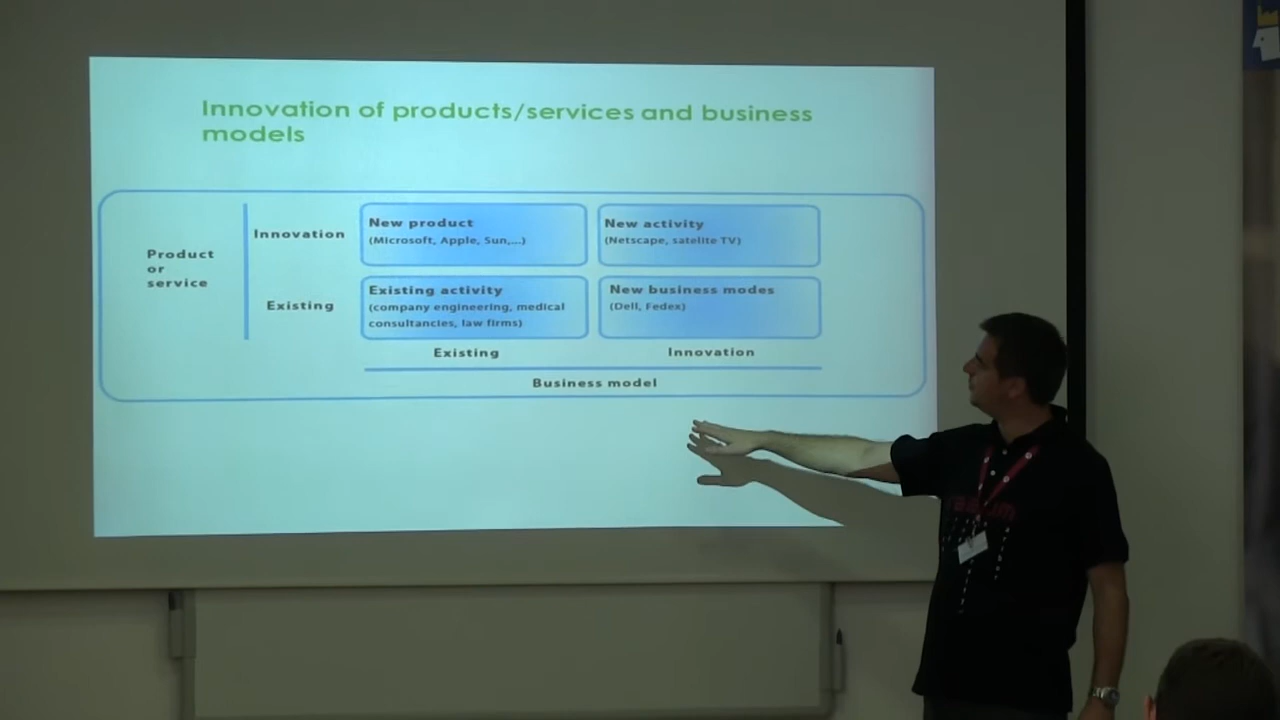 Innovation of products/services and business
models
Product
or
service
Innovation
Existing
New product
(Microsoft, Apple, Sun,...)
New activity
(Netscape, satelite TV)
Existing activity
(company engineering, medical
consultancies, law firms)
New business modes
(Dell, Fedex)
Existing
Innovation
Business model